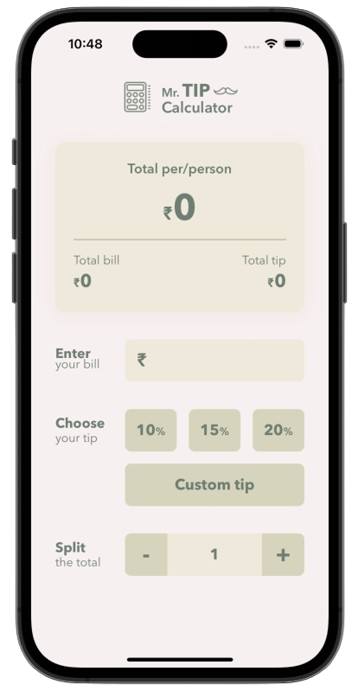 10:48
Mr. TIP
Calculator
Total per/person
₹0
Total bill
Total tip
₹0
₹0
Enter
your bill
₹
Choose
your tip
10%
15%
20%
Custom tip
Split
the total
-
1
+